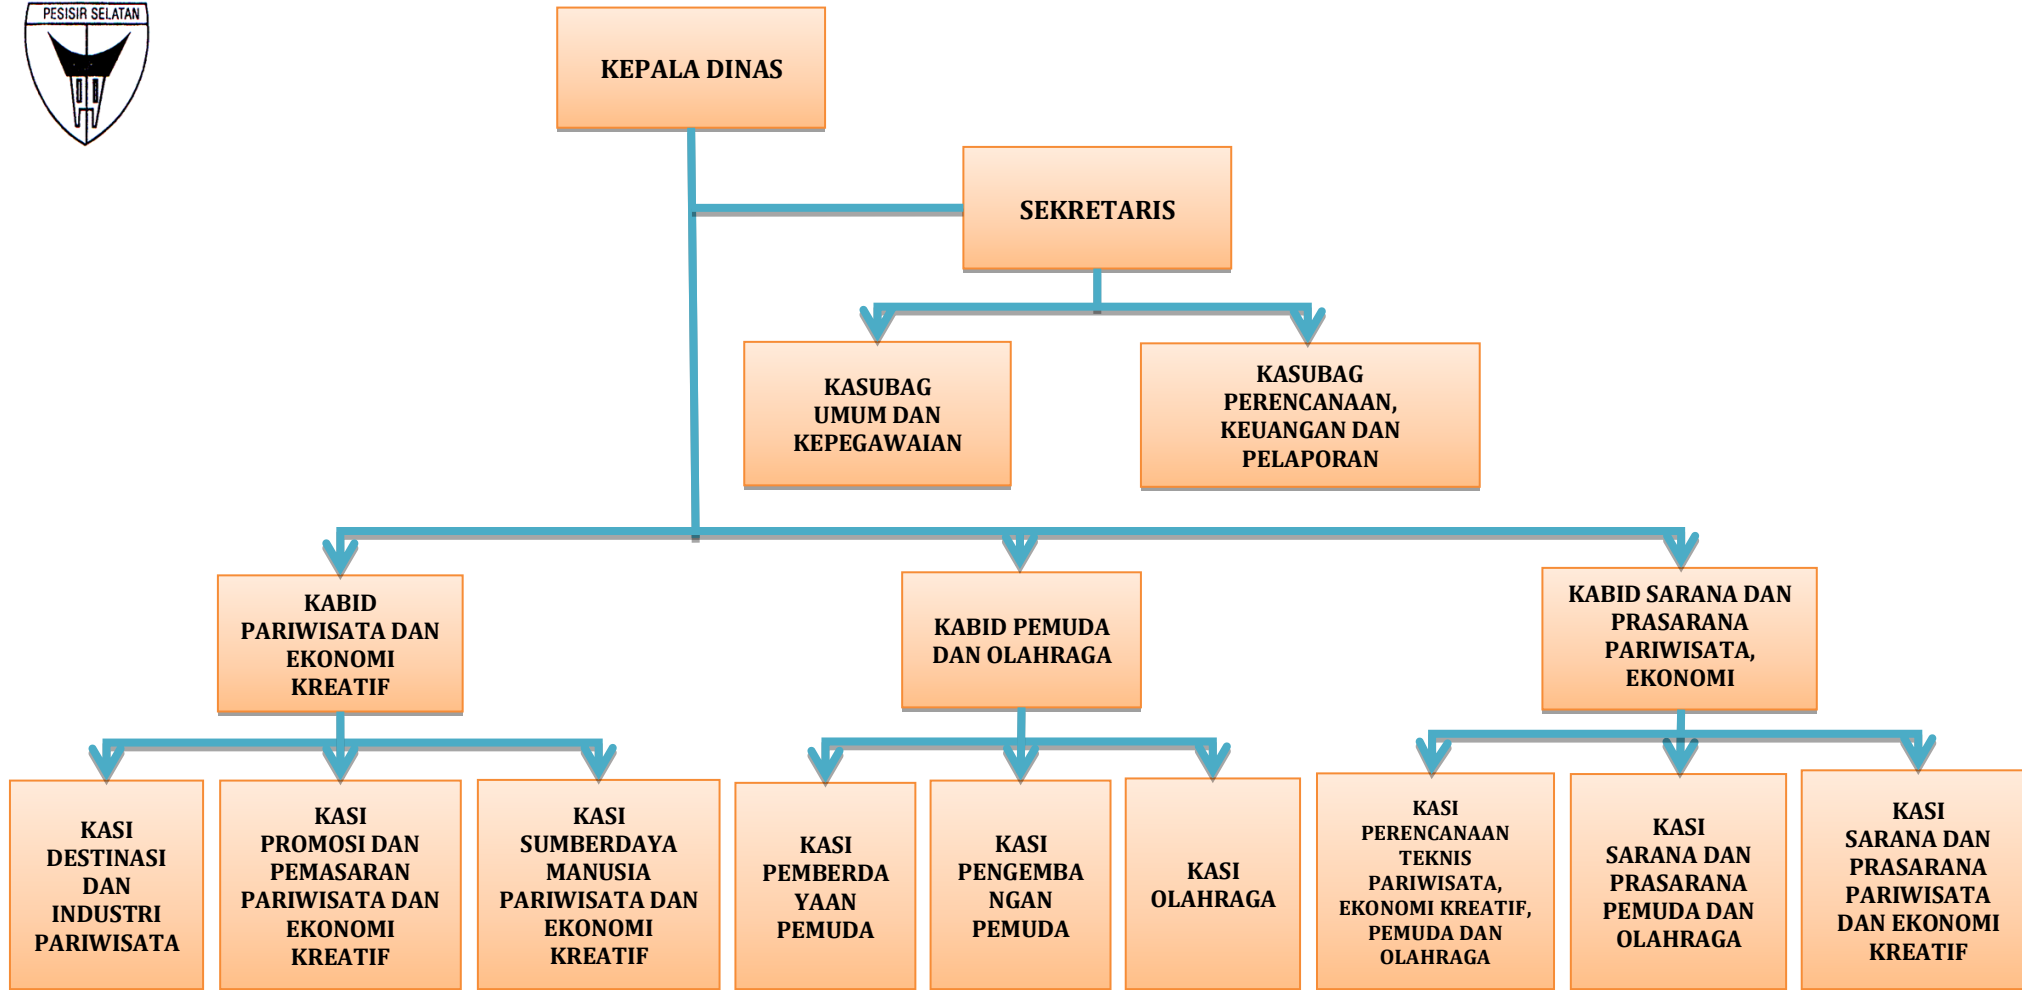 PESISIR SELATAN
KEPALA DINAS
SEKRETARIS
KASUBAG
UMUM DAN
KEPEGAWAIAN
KASUBAG
PERENCANAAN,
KEUANGAN DAN
PELAPORAN
KABID
PARIWISATA DAN
EKONOMI
KREATIF
KABID PEMUDA
DAN OLAHRAGA
KABID SARANA DAN
PRASARANA
PARIWISATA,
EKONOMI
KASI
DESTINASI
DAN
INDUSTRI
PARIWISATA
KASI
PROMOSI DAN
PEMASARAN
PARIWISATA DAN
EKONOMI
KREATIF
KASI
SUMBERDAYA
MANUSIA
PARIWISATA DAN
EKONOMI
KREATIF
KASI
PEMBERDA
YAAN
PEMUDA
KASI
PENGEMBA
NGAN
PEMUDA
KASI
OLAHRAGA
KASI
PERENCANAAN
TEKNIS
PARIWISATA,
EKONOMI KREATIF,
PEMUDA DAN
OLAHRAGA
KASI
SARANA DAN
PRASARANA
PEMUDA DAN
OLAHRAGA
KASI
SARANA DAN
PRASARANA
PARIWISATA
DAN EKONOMI
KREATIF